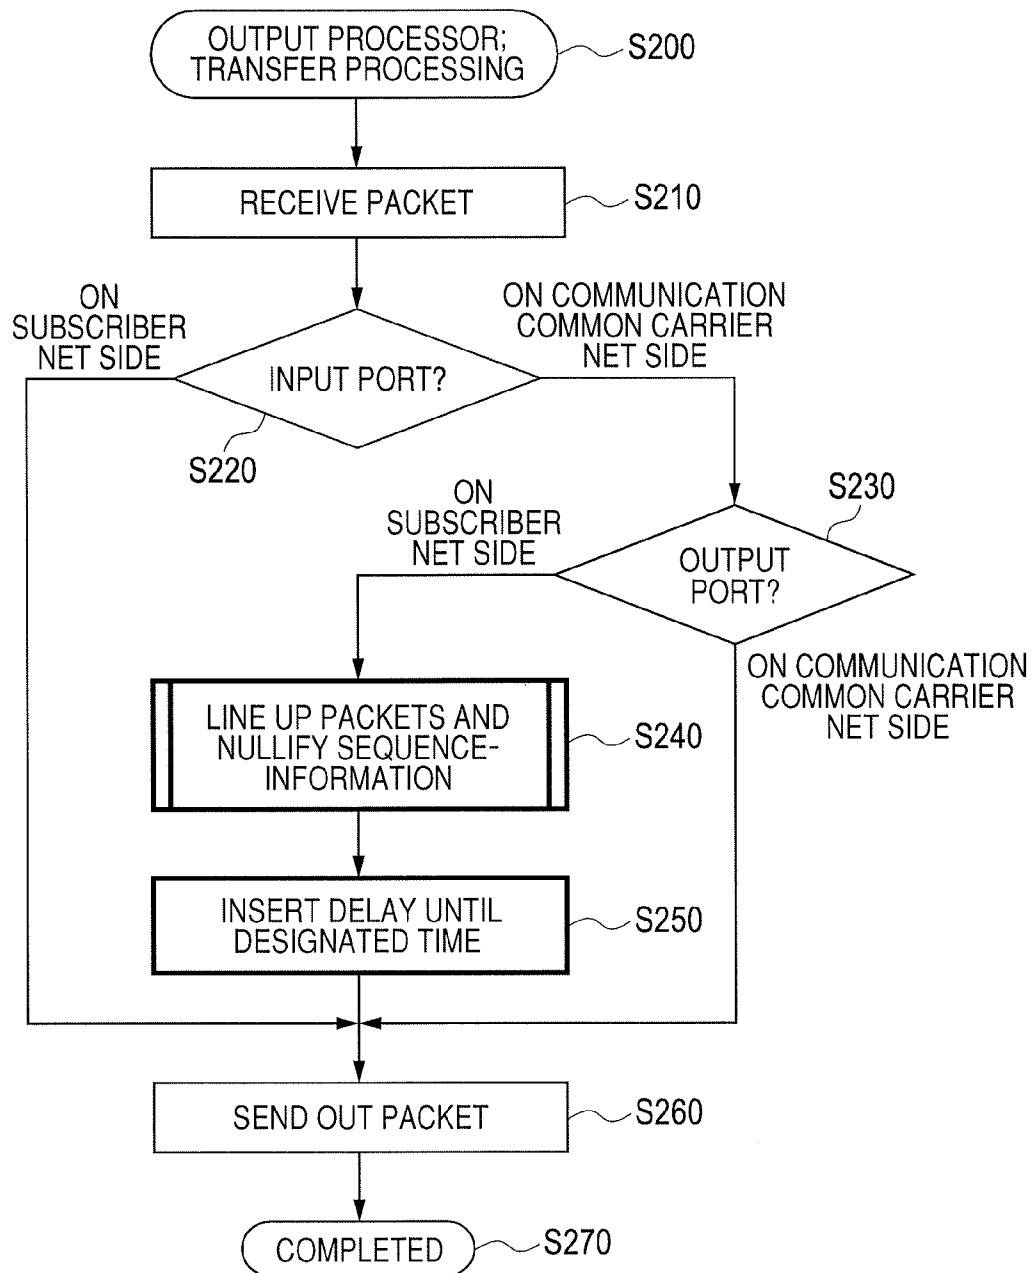 OUTPUT PROCESSOR;
TRANSFER PROCESSING
S200
RECEIVE PACKET
S210
ON
SUBSCRIBER
NET SIDE
ON COMMUNICATION
COMMON CARRIER
NET SIDE
INPUT PORT?
S220
ON
SUBSCRIBER
NET SIDE
S230
OUTPUT
PORT?
ON COMMUNICATION
COMMON CARRIER
NET SIDE
LINE UP PACKETS AND
NULLIFY SEQUENCE-
INFORMATION
S240
INSERT DELAY UNTIL
DESIGNATED TIME
S250
SEND OUT PACKET
S260
COMPLETED
S270